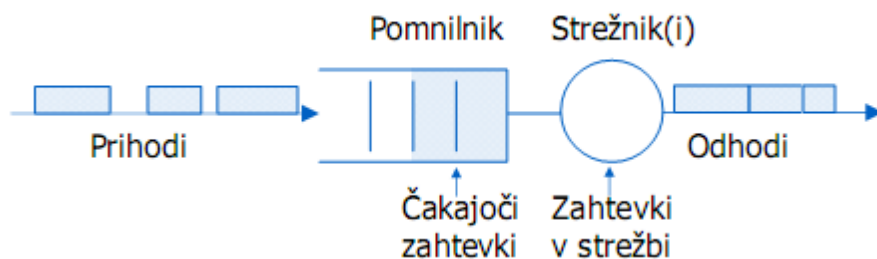 Pomnilnik
Strežnik(i)
Prihodi
Odhodi
Čakajoči
zahtevki
Zahtevki
v strežbi